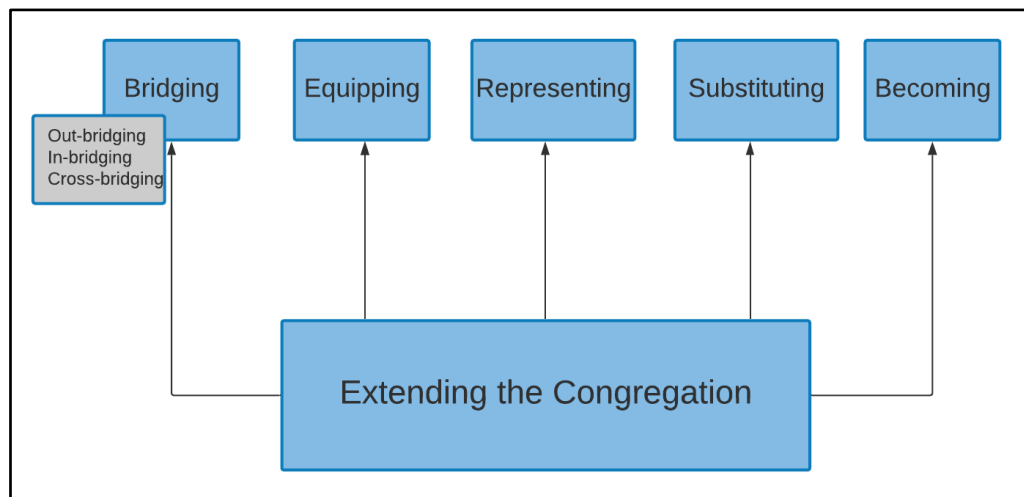 Bridging
Equipping
Representing
Substituting
Becoming
Out-bridging
In-bridging
Cross-bridging
Extending the Congregation